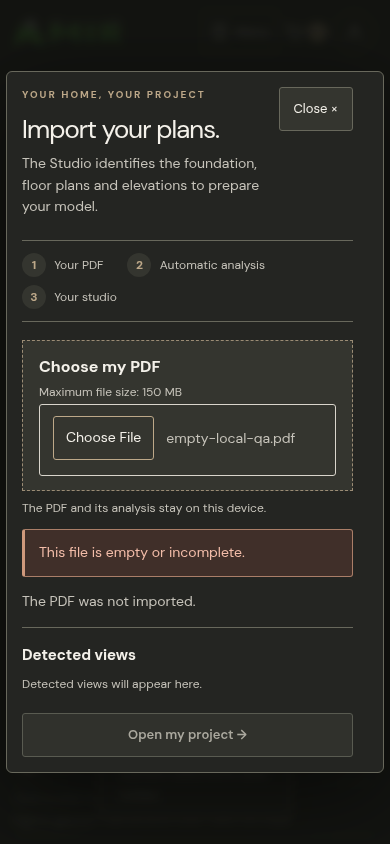 YOUR HOME, YOUR PROJECT
Close ×
Import your plans.
The Studio identifies the foundation,
floor plans and elevations to prepare
your model.
1 Your PDF
2 Automatic analysis
3 Your studio
Choose my PDF
Maximum file size: 150 MB
Choose File empty-local-qa.pdf
The PDF and its analysis stay on this device.
This file is empty or incomplete.
The PDF was not imported.
Detected views
Detected views will appear here.
Open my project →